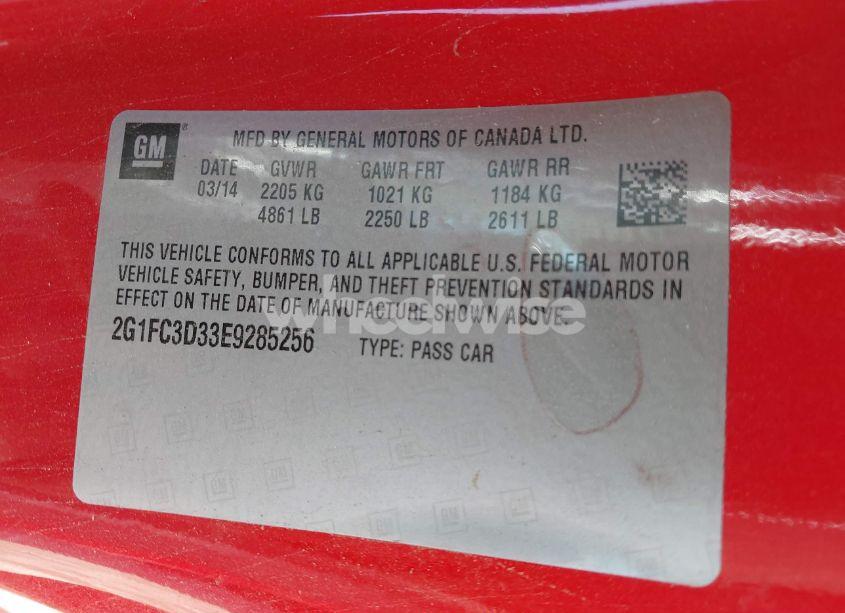 GM ® MFD BY GENERAL MOTORS OF CANADA LTD.
DATE GVWR GAWR FRT GAWR RR
03/14 2205 KG 1021 KG 1184 KG
4861 LB 2250 LB 2611 LB
THIS VEHICLE CONFORMS TO ALL APPLICABLE U.S. FEDERAL MOTOR
VEHICLE SAFETY, BUMPER, AND THEFT PREVENTION STANDARDS IN
EFFECT ON THE DATE OF MANUFACTURE SHOWN ABOVE.
wheelwise
2G1FC3D33E9285256 TYPE: PASS CAR